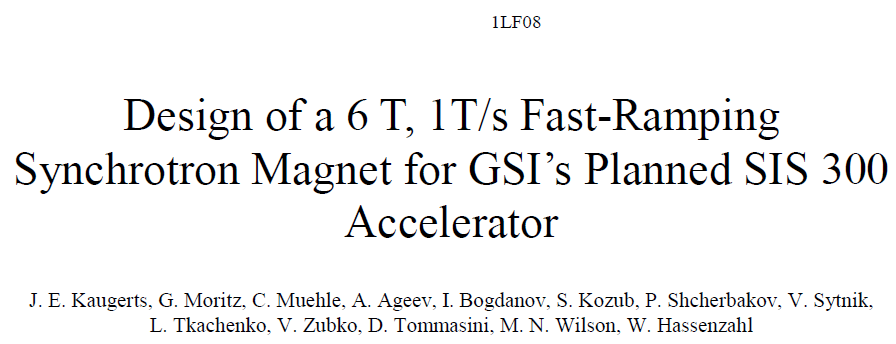 1LF08
Design of a 6 T, 1T/s Fast-Ramping
Synchrotron Magnet for GSI’s Planned SIS 300
Accelerator
J. E. Kaugerts, G. Moritz, C. Muehle, A. Ageev, I. Bogdanov, S. Kozub, P. Shcherbakov, V. Sytnik,
L. Tkachenko, V. Zubko, D. Tommasini, M. N. Wilson, W. Hassenzahl